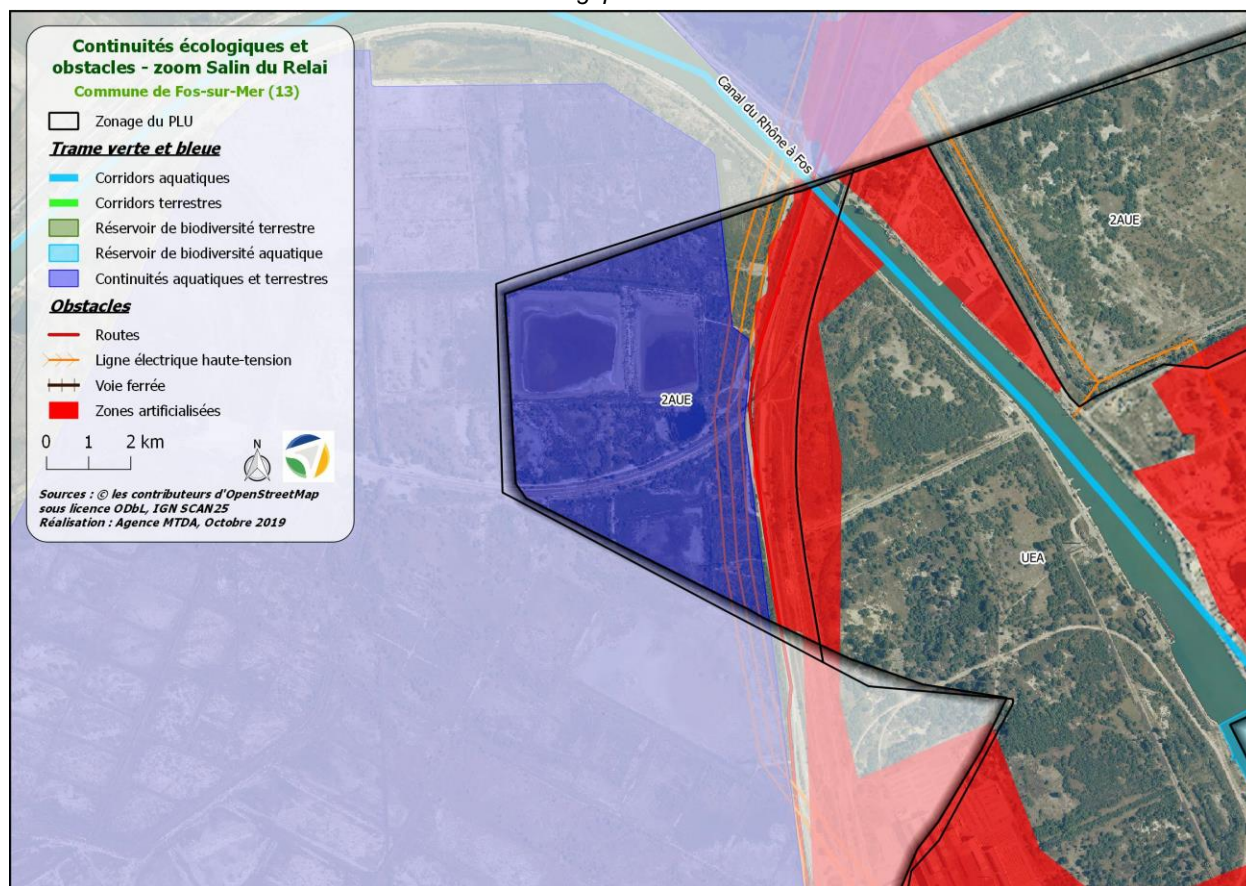 Continuités écologiques et
obstacles - zoom Salin du Relai
Commune de Fos-sur-Mer (13)
Zonage du PLU
Trame verte et bleue
Corridors aquatiques
Corridors terrestres
Réservoir de biodiversité terrestre
Réservoir de biodiversité aquatique
Continuités aquatiques et terrestres
Obstacles
Routes
Ligne électrique haute-tension
Voie ferrée
Zones artificialisées
0 1 2 km
N
Sources : © les contributeurs d'OpenStreetMap
sous licence ODbL, IGN SCAN25
Réalisation : Agence MTDA, Octobre 2019
Canal du Rhône à Fos
2AUE
2AUE
UEA